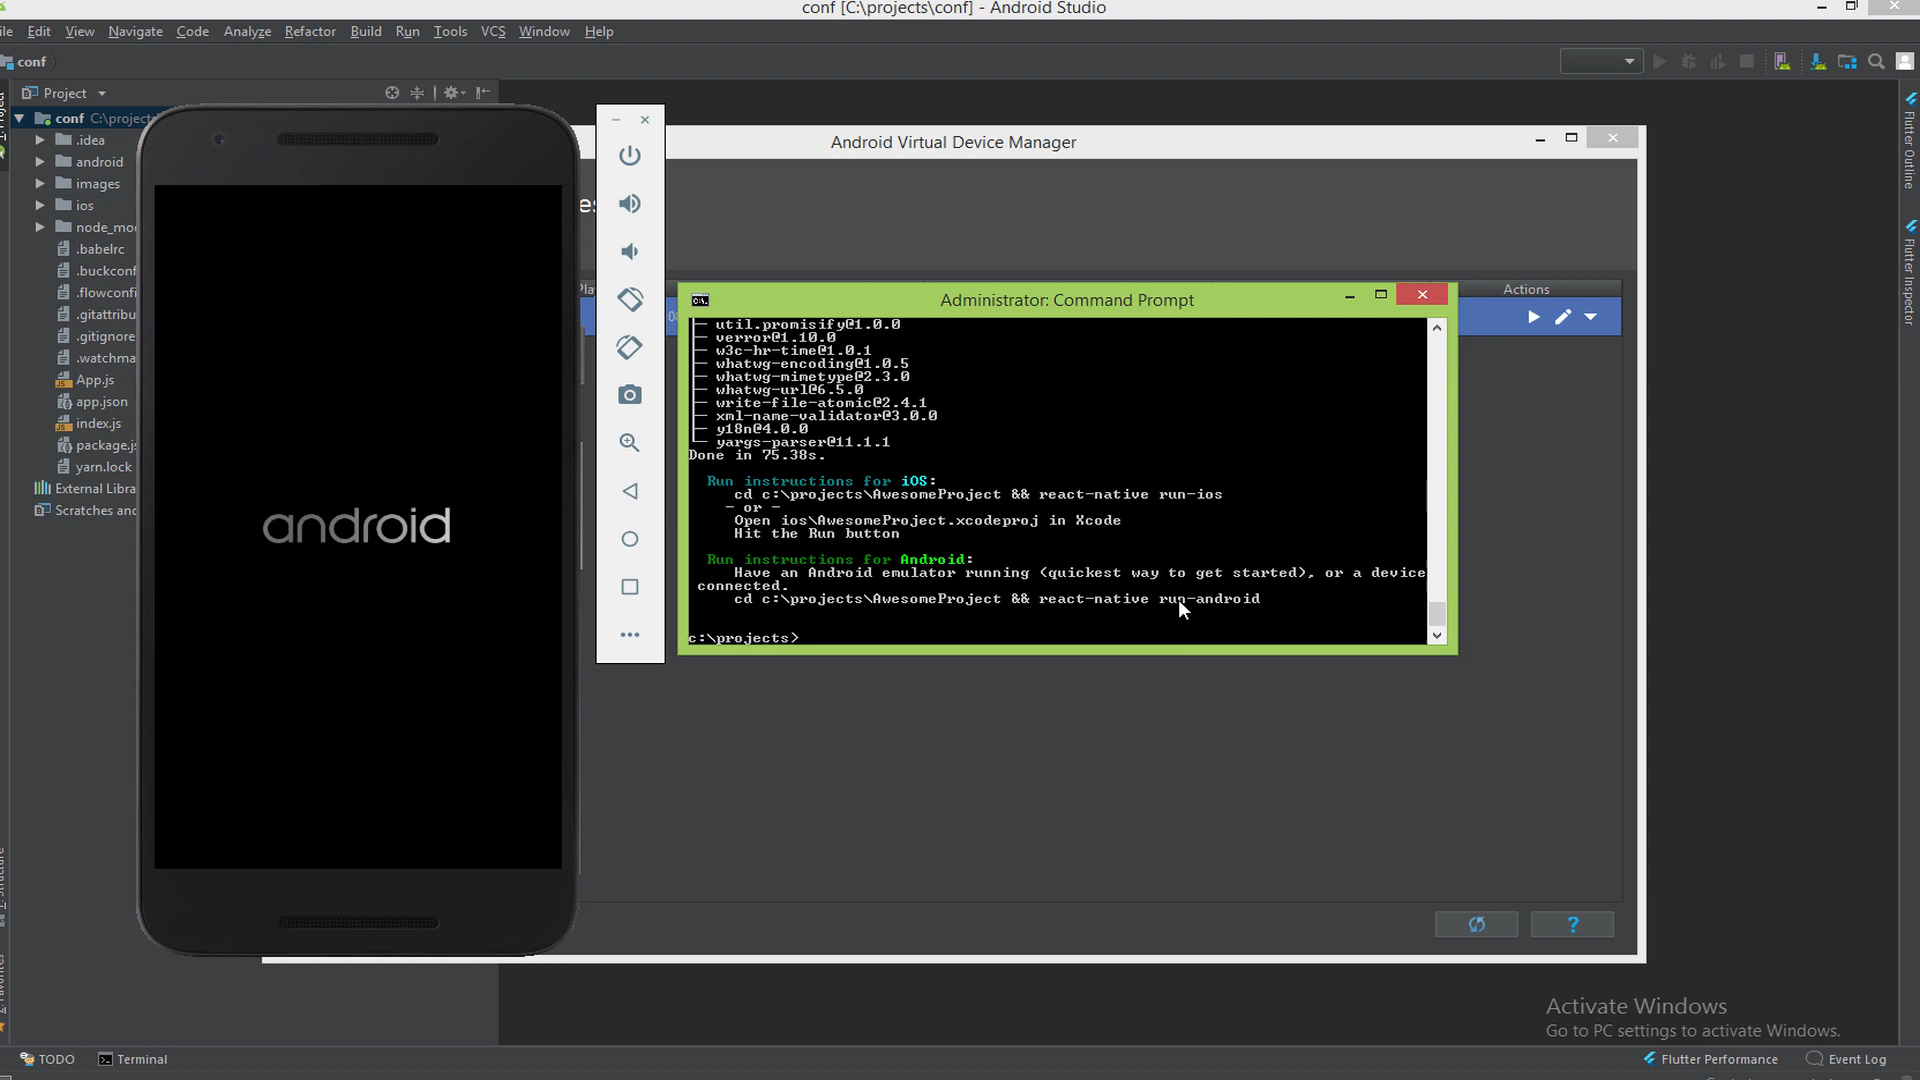 conf [C:\projects\conf] - Android Studio
Edit View Navigate Code Analyze Refactor Build Run Tools VCS Window Help
conf
Project
conf C:\project
.idea
android
images
ios
node_mo
.babelrc
.buckconf
.flowconfi
.gitattribu
.gitignore
.watchma
App.js
app.json
index.js
package.js
yarn.lock
External Libra
Scratches and
android
Android Virtual Device Manager
Actions
Administrator: Command Prompt
util.promisify@1.0.0
verror@1.10.0
w3c-hr-time@1.0.1
whatwg-encoding@1.0.5
whatwg-mimetype@2.3.0
whatwg-url@6.5.0
write-file-atomic@2.4.1
xml-name-validator@3.0.0
y18n@4.0.0
yargs-parser@11.1.1
Done in 75.38s.
Run instructions for iOS:
cd c:\projects\AwesomeProject && react-native run-ios
- or -
Open ios\AwesomeProject.xcodeproj in Xcode
Hit the Run button
Run instructions for Android:
Have an Android emulator running (quickest way to get started), or a device
connected.
cd c:\projects\AwesomeProject && react-native run-android
c:\projects>
Flutter Outline
Flutter Inspector
?
Activate Windows
Go to PC settings to activate Windows.
TODO Terminal
Flutter Performance Event Log